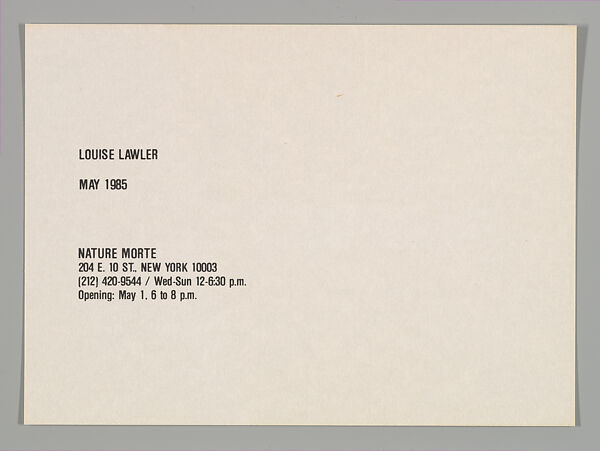 LOUISE LAWLER
MAY 1985
NATURE MORTE
204 E. 10 ST., NEW YORK 10003
(212) 420-9544 / Wed-Sun 12-6:30 p.m.
Opening: May 1, 6 to 8 p.m.